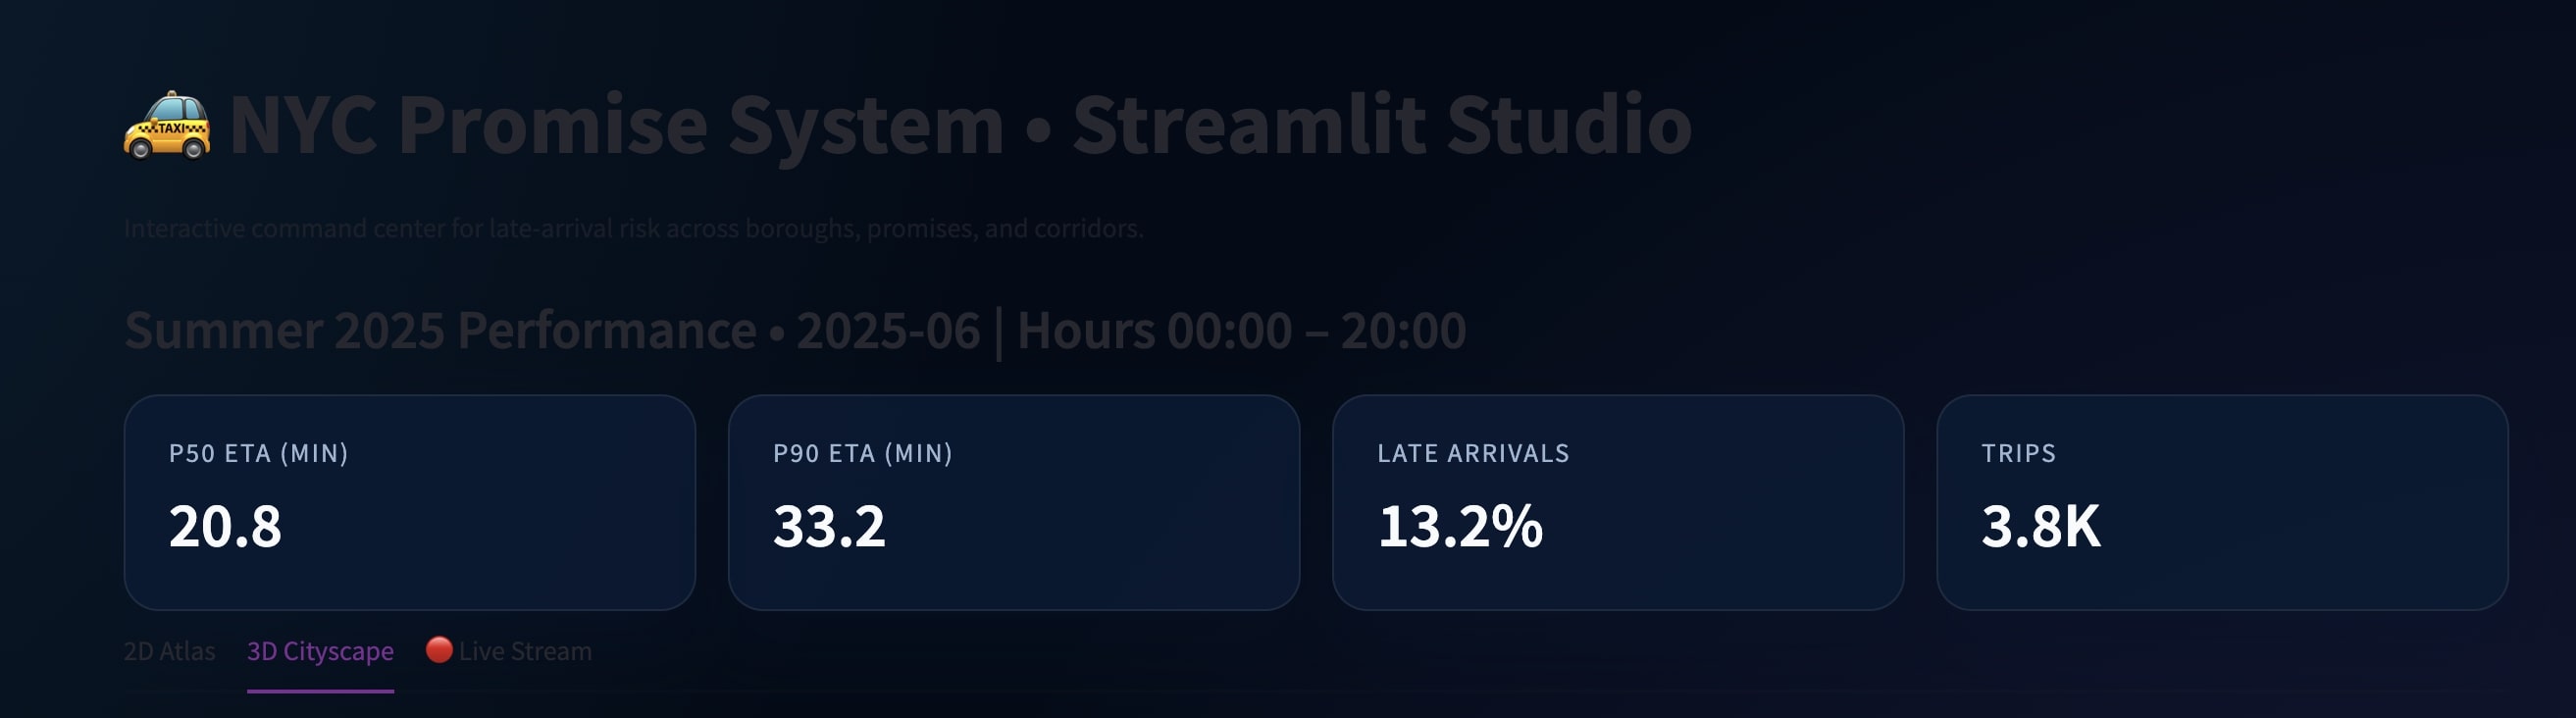 TAXI
NYC Promise System • Streamlit Studio
Interactive command center for late-arrival risk across boroughs, promises, and corridors.
Summer 2025 Performance • 2025-06 | Hours 00:00 – 20:00
P50 ETA (MIN) P90 ETA (MIN) LATE ARRIVALS TRIPS
20.8 33.2 13.2% 3.8K
2D Atlas 3D Cityscape Live Stream